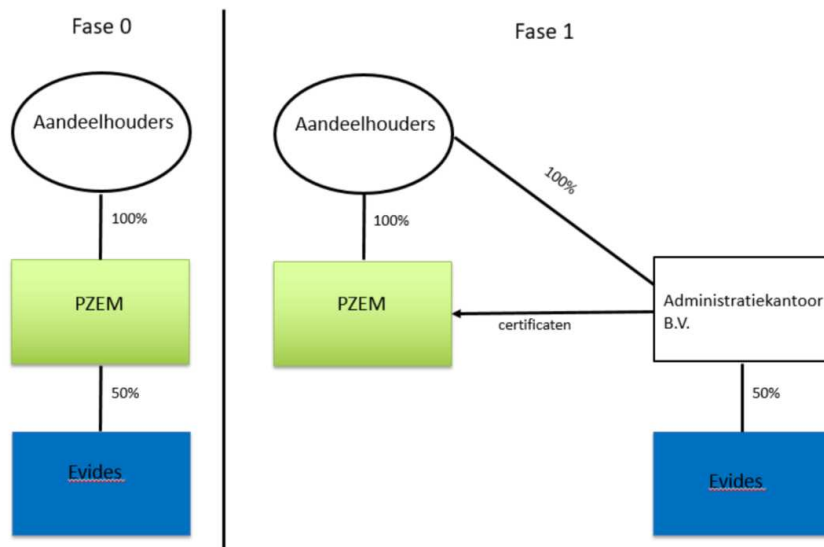 Fase 0
Aandeelhouders
100%
PZEM
50%
Evides
Fase 1
Aandeelhouders
100%
100%
PZEM
certificaten
Administratiekantoor
B.V.
50%
Evides